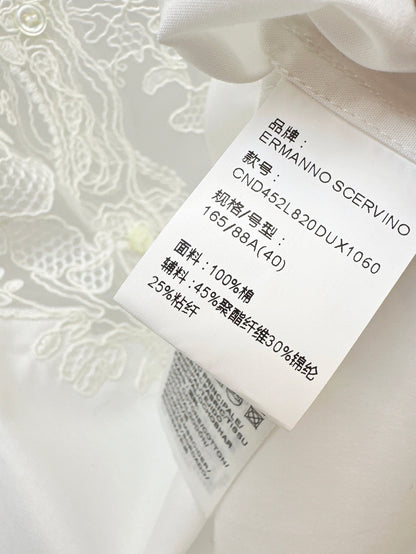 品牌：
ERMANNO SCERVINO
款号：
CND452L820DUX1060
规格/号型：
165/88A(40)
面料：100%棉
辅料：45%聚酯纤维30%锦纶
25%粘纤